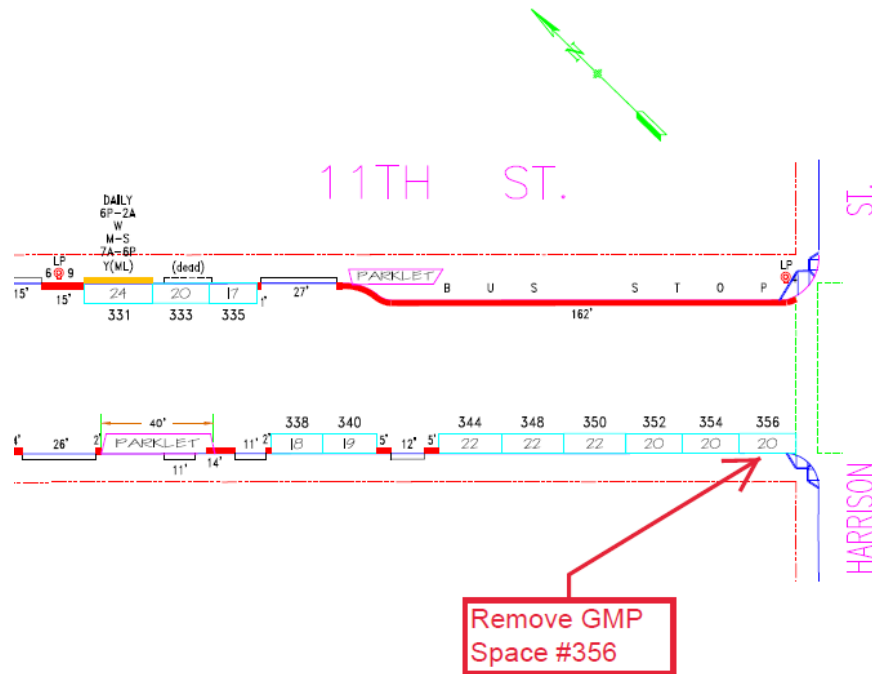 N
11TH ST.
ST.
DAILY
6P-2A
W
M-S
7A-6P
Y(ML)
LP
6 9
(dead)
PARKLET
LP
15' 15' 24 20 17 1' 27' BUS STOP
331 333 335 162'
40' 338 340 344 348 350 352 354 356
4' 26' 2' PARKLET 11' 2' 18 19 5' 12" 5' 22 22 22 20 20 20
11' 14'
HARRISON
Remove GMP
Space #356